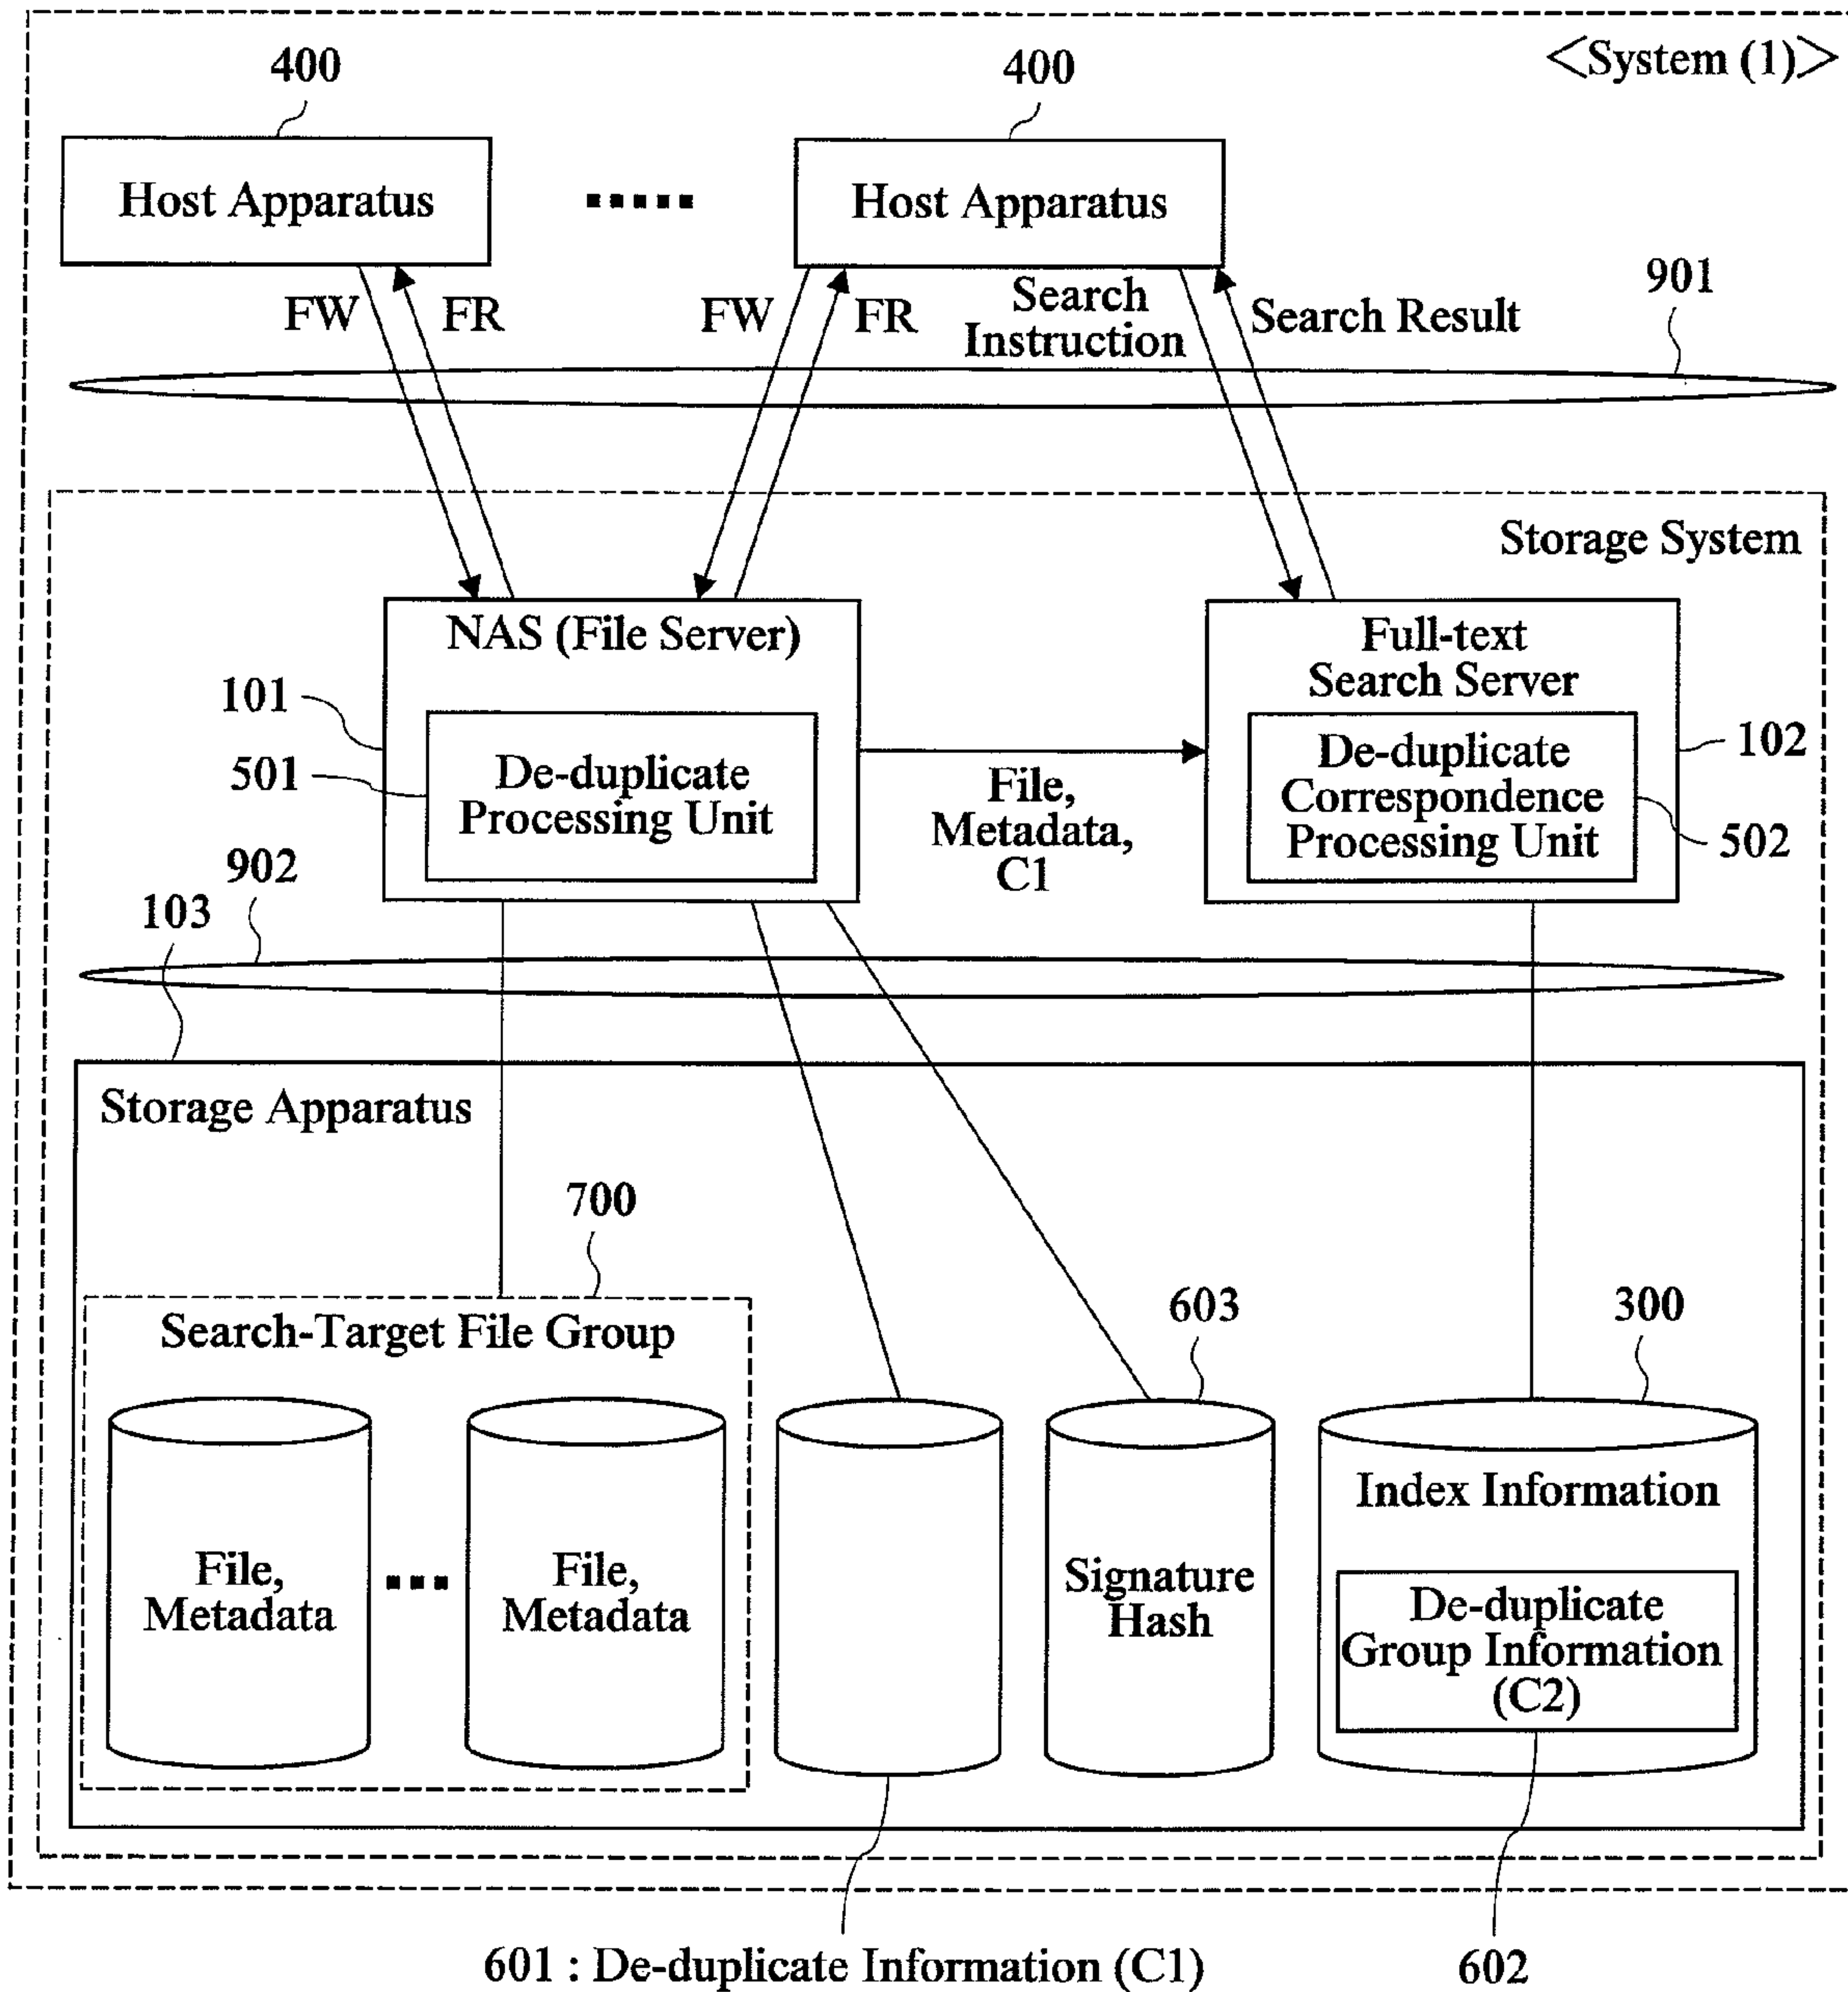 <System (1)>
400
400
Host Apparatus
Host Apparatus
901
FW
FR
FW
FR
Search
Instruction
Search Result
Storage System
NAS (File Server)
Full-text
Search Server
101
102
501
De-duplicate
Processing Unit
File,
Metadata,
C1
De-duplicate
Correspondence
Processing Unit
502
902
103
Storage Apparatus
700
603
300
Search-Target File Group
Index Information
File,
Metadata
File,
Metadata
Signature
Hash
De-duplicate
Group Information
(C2)
601 : De-duplicate Information (C1)
602